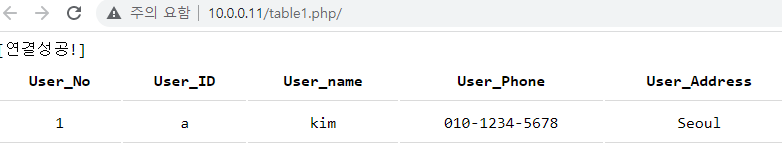 주의 요함 | 10.0.0.11/table1.php/
[연결성공!]
User_No User_ID User_name User_Phone User_Address
1 a kim 010-1234-5678 Seoul